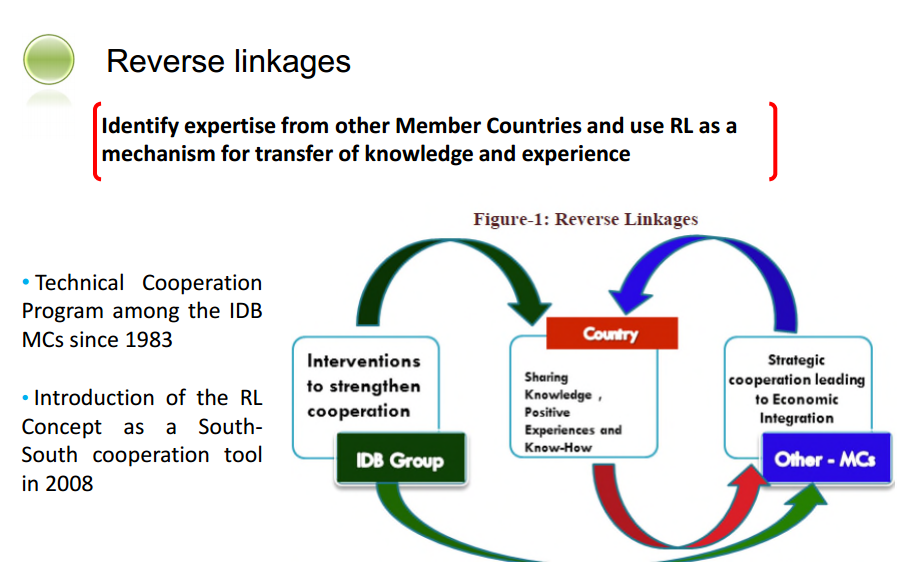 Reverse linkages
Identify expertise from other Member Countries and use RL as a
mechanism for transfer of knowledge and experience
Figure-1: Reverse Linkages
• Technical Cooperation
Program among the IDB
MCs since 1983
• Introduction of the RL
Concept as a South-
South cooperation tool
in 2008
Interventions
to strengthen
cooperation
IDB Group
Country
Sharing
Knowledge ,
Positive
Experiences and
Know-How
Strategic
cooperation leading
to Economic
Integration
Other - MCs